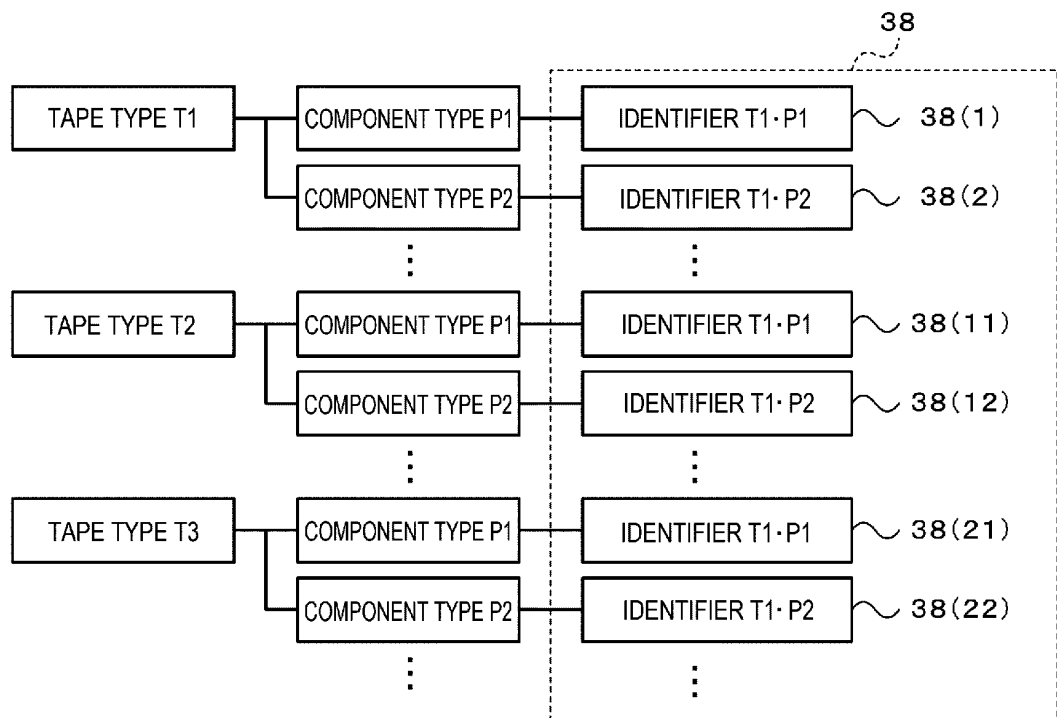 38
TAPE TYPE T1 COMPONENT TYPE P1 IDENTIFIER T1・P1 38(1)
COMPONENT TYPE P2 IDENTIFIER T1・P2 38(2)
TAPE TYPE T2 COMPONENT TYPE P1 IDENTIFIER T1・P1 38(11)
COMPONENT TYPE P2 IDENTIFIER T1・P2 38(12)
TAPE TYPE T3 COMPONENT TYPE P1 IDENTIFIER T1・P1 38(21)
COMPONENT TYPE P2 IDENTIFIER T1・P2 38(22)